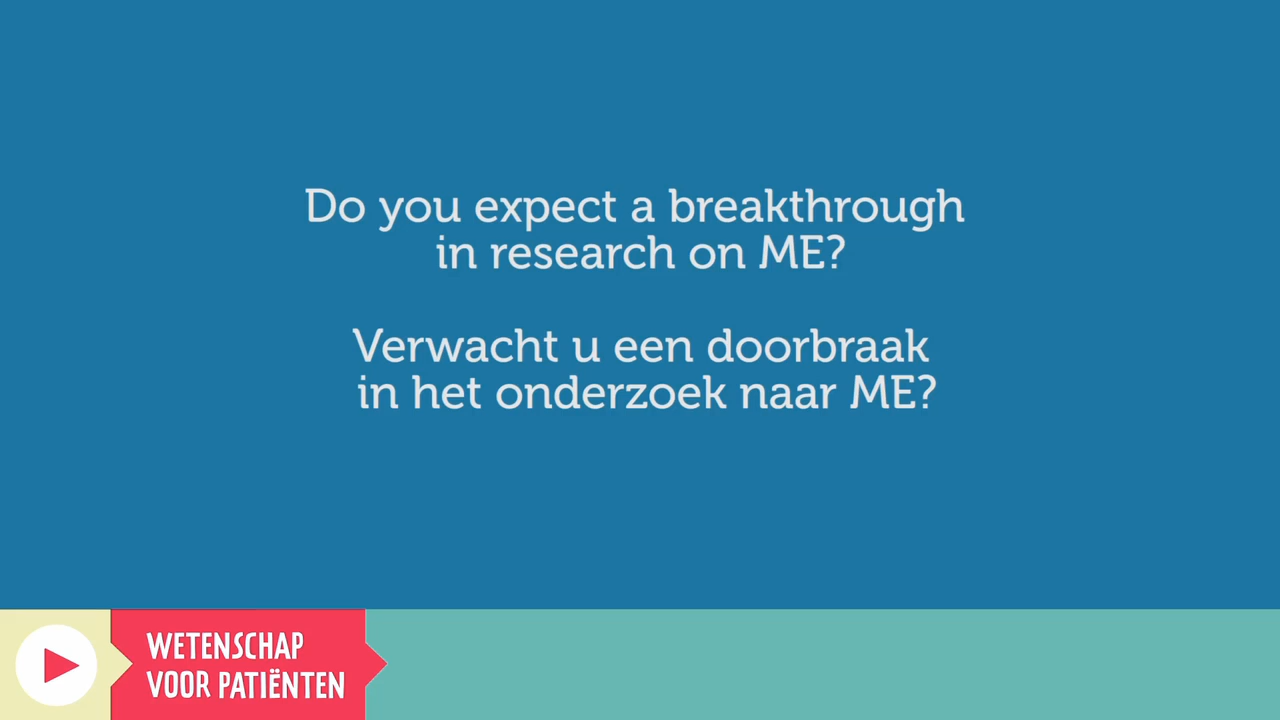 Do you expect a breakthrough
in research on ME?
Verwacht u een doorbraak
in het onderzoek naar ME?
WETENSCHAP
VOOR PATIËNTEN